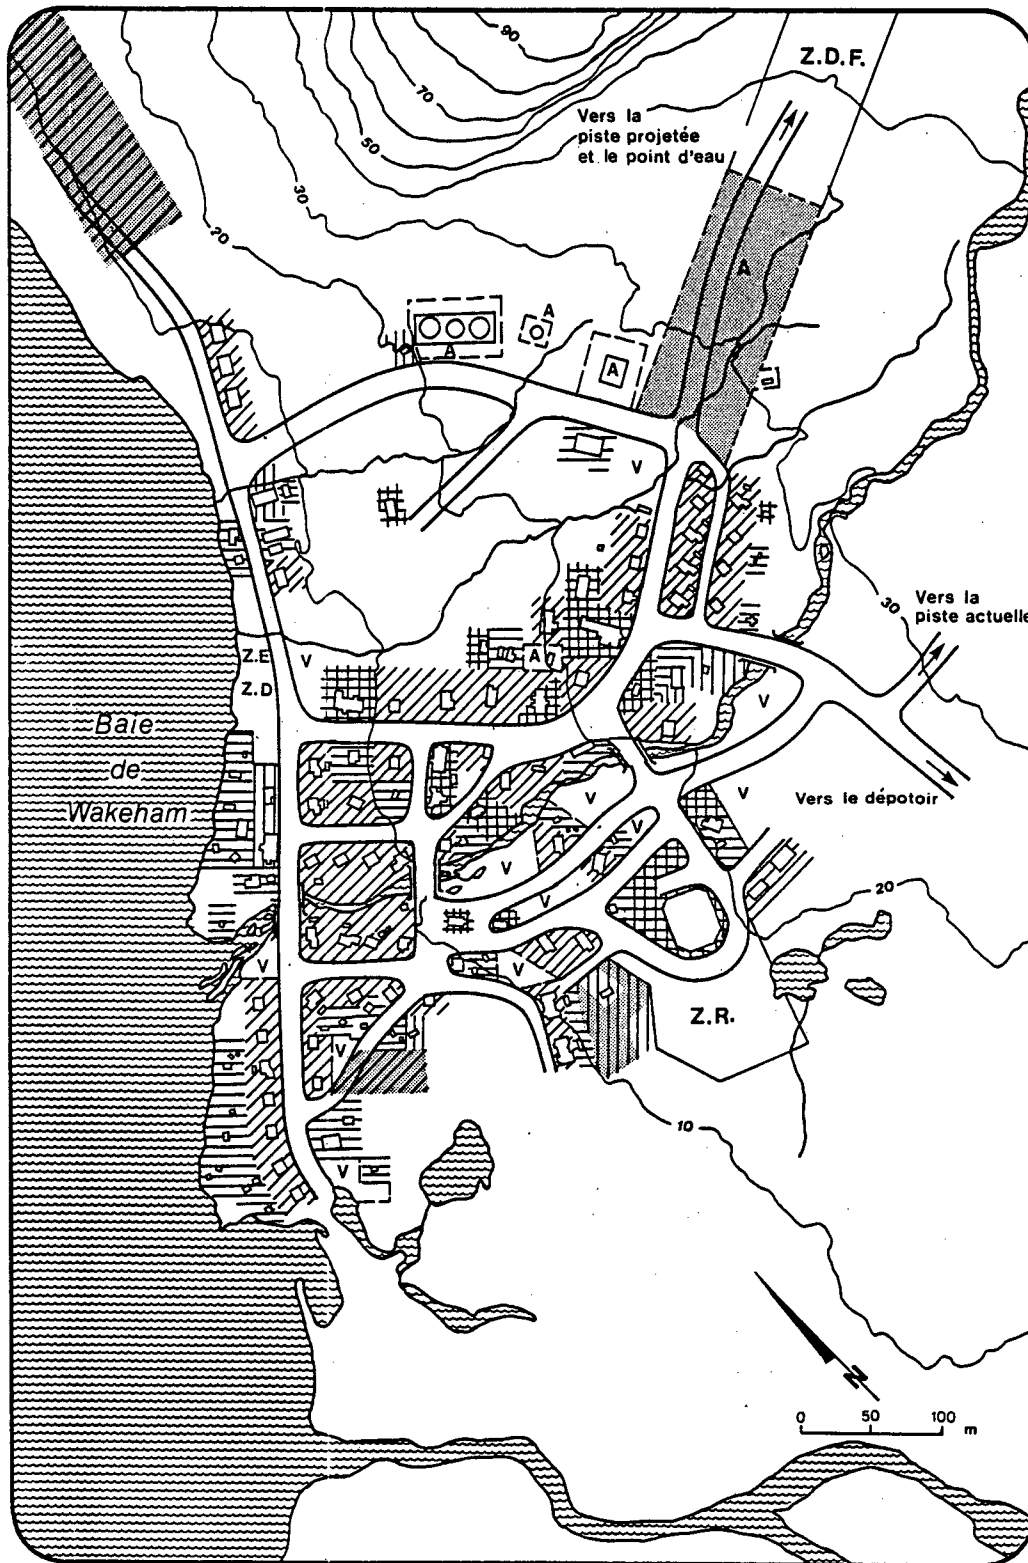 90
Z.D.F.
70
Vers la
piste projetée
et le point d'eau
50
30
20
A
A
A
A
V
30
Vers la
piste actuelle
Z.E
V
A
Z.D
V
Baie
de
Wakeham
V
V
Vers le dépotoir
V
V
20
V
V
V
Z.R.
V
10
V
N
0 50 100
m